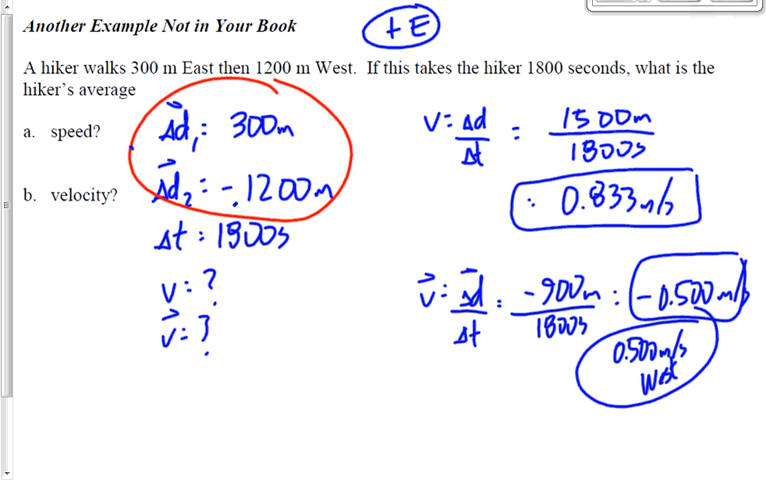 Another Example Not in Your Book
+E
A hiker walks 300 m East then 1200 m West. If this takes the hiker 1800 seconds, what is the
hiker's average
a. speed?
Δd₁: 300m
v: Δd/Δt = 1500m/1800s
b. velocity?
Δd₂: -1200m
: 0.833m/s
Δt: 1800s
v: ?
v⃗: Δd⃗/Δt : -900m/1800s : -0.500m/s
v⃗: ?
0.500m/s
West